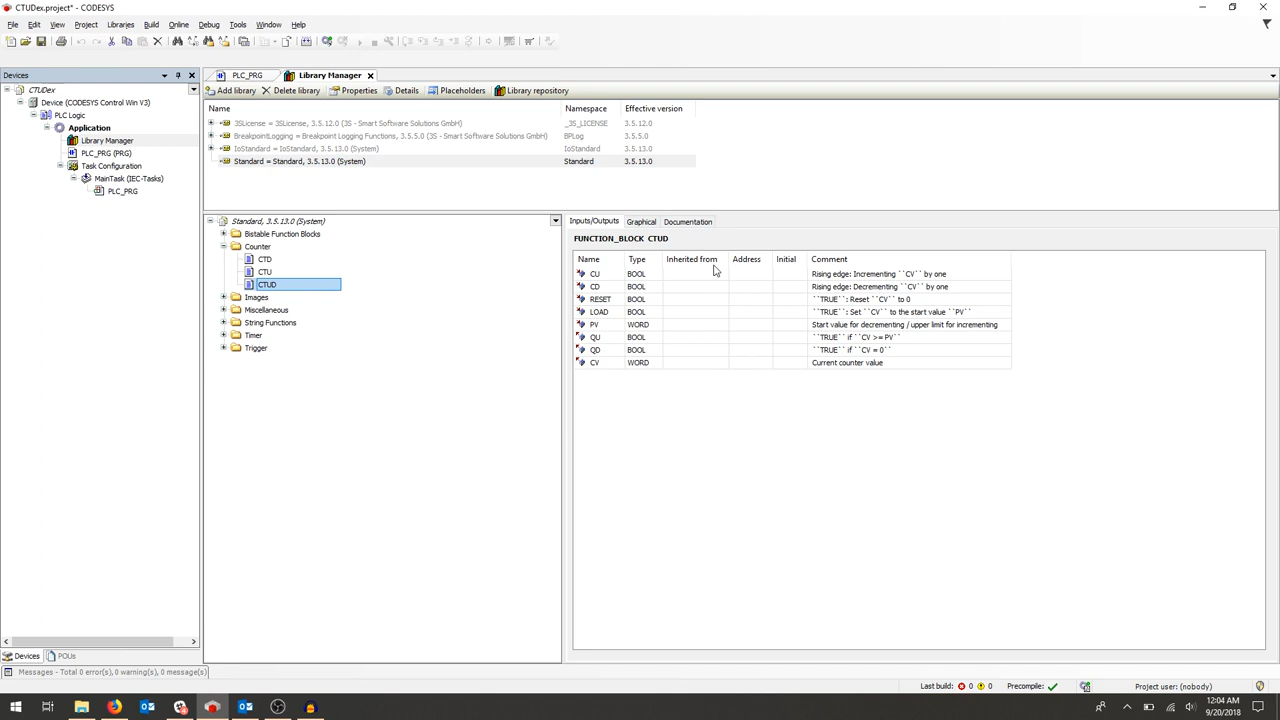 CTUDex.project* - CODESYS
File Edit View Project Libraries Build Online Debug Tools Window Help
Devices
CTUDex
Device (CODESYS Control Win V3)
PLC Logic
Application
Library Manager
PLC_PRG (PRG)
Task Configuration
MainTask (IEC-Tasks)
PLC_PRG
Devices POUs
PLC_PRG Library Manager
Add library Delete library Properties Details Placeholders Library repository
Name Namespace Effective version
3SLicense = 3SLicense, 3.5.12.0 (3S - Smart Software Solutions GmbH) _3S_LICENSE 3.5.12.0
BreakpointLogging = Breakpoint Logging Functions, 3.5.5.0 (3S - Smart Software Solutions GmbH) BPLog 3.5.5.0
IoStandard = IoStandard, 3.5.13.0 (System) IoStandard 3.5.13.0
Standard = Standard, 3.5.13.0 (System) Standard 3.5.13.0
Standard, 3.5.13.0 (System)
Bistable Function Blocks
Counter
CTD
CTU
CTUD
Images
Miscellaneous
String Functions
Timer
Trigger
Inputs/Outputs Graphical Documentation
FUNCTION_BLOCK CTUD
Name Type Inherited from Address Initial Comment
CU BOOL Rising edge: Incrementing ``CV`` by one
CD BOOL Rising edge: Decrementing ``CV`` by one
RESET BOOL ``TRUE``: Reset ``CV`` to 0
LOAD BOOL ``TRUE``: Set ``CV`` to the start value ``PV``
PV WORD Start value for decrementing / upper limit for incrementing
QU BOOL ``TRUE`` if ``CV >= PV``
QD BOOL ``TRUE`` if ``CV = 0``
CV WORD Current counter value
Messages - Total 0 error(s), 0 warning(s), 0 message(s)
Last build: 0 0 Precompile: Project user: (nobody)
12:04 AM
9/20/2018